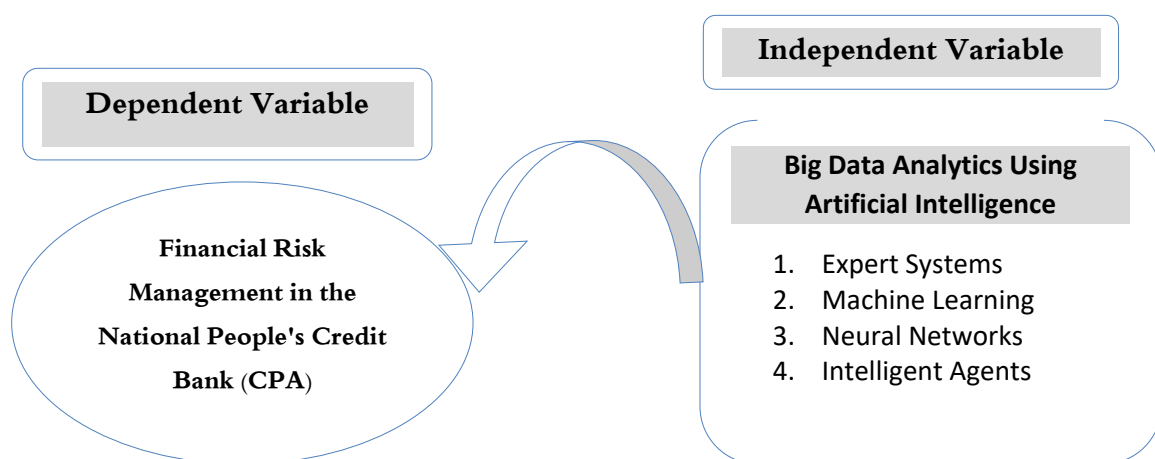 Dependent Variable
Financial Risk
Management in the
National People's Credit
Bank (CPA)
Independent Variable
Big Data Analytics Using
Artificial Intelligence
1. Expert Systems
2. Machine Learning
3. Neural Networks
4. Intelligent Agents